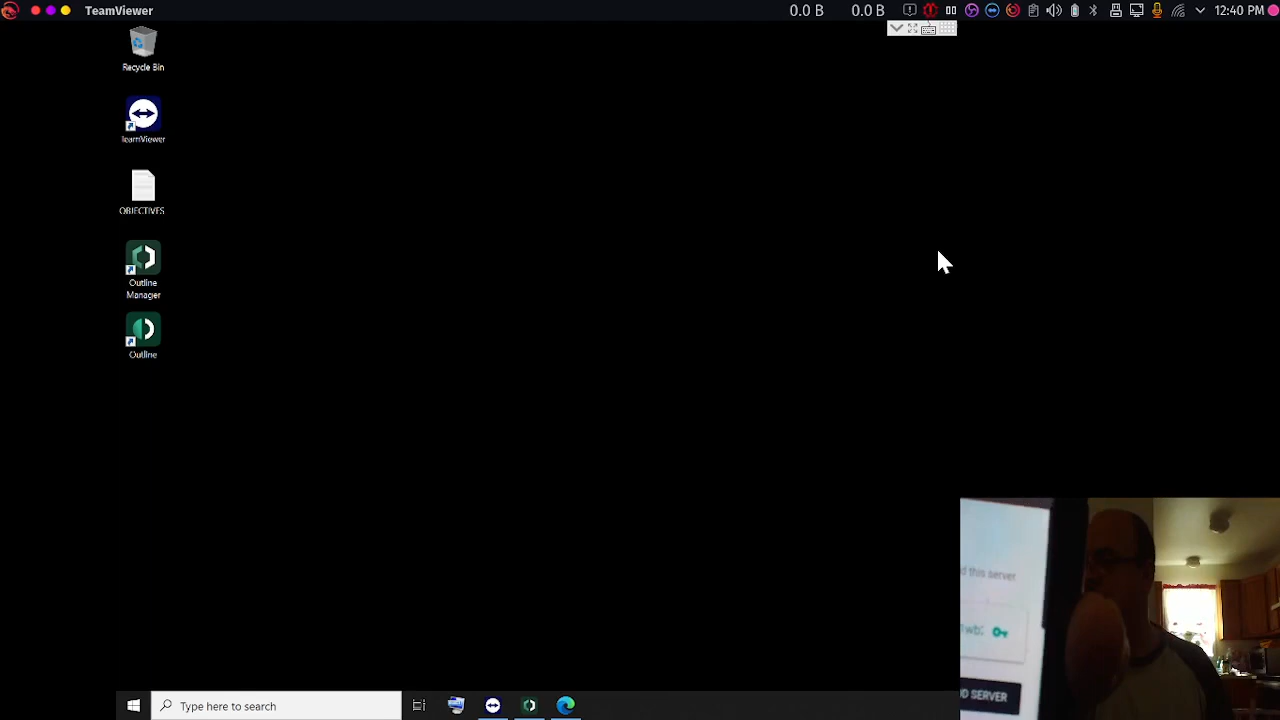 TeamViewer 0.0 B 0.0 B 12:40 PM
Recycle Bin
TeamViewer
OBJECTIVES
Outline
Manager
Outline
d this server
DD SERVER
Type here to search